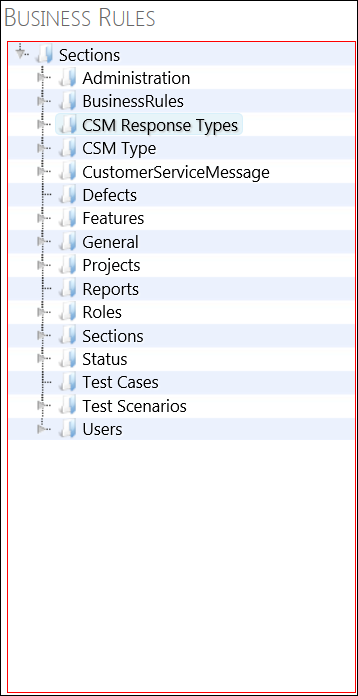 Business Rules
Sections
Administration
BusinessRules
CSM Response Types
CSM Type
CustomerServiceMessage
Defects
Features
General
Projects
Reports
Roles
Sections
Status
Test Cases
Test Scenarios
Users